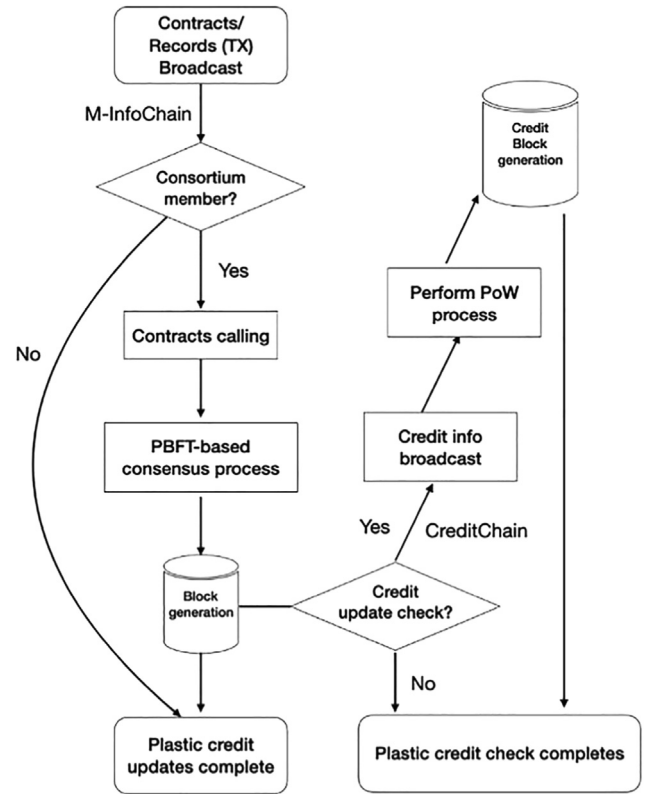 Contracts/
Records (TX)
Broadcast
M-InfoChain
Consortium
member?
Yes
No
Contracts calling
PBFT-based
consensus process
Block
generation
Plastic credit
updates complete
Credit
Block
generation
Perform PoW
process
Credit info
broadcast
Yes
CreditChain
Credit
update check?
No
Plastic credit check completes